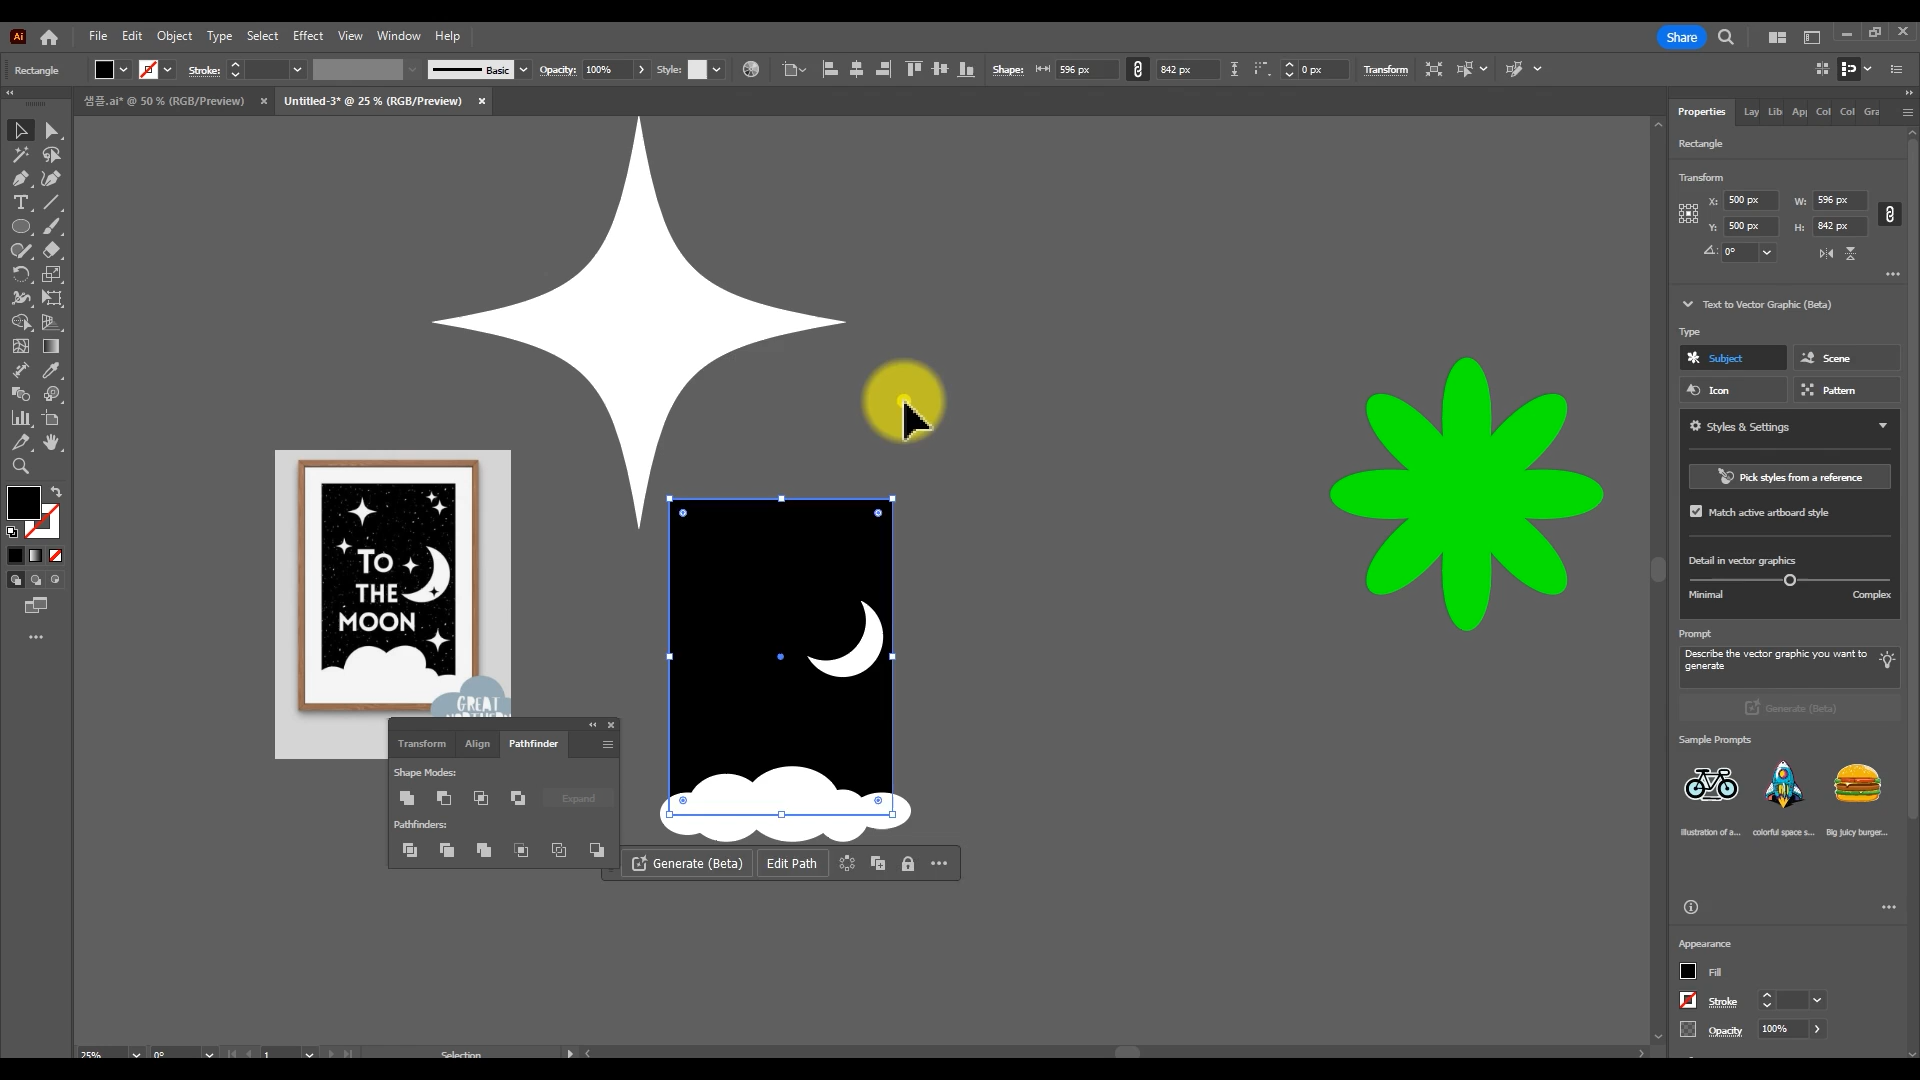 Ai
File Edit Object Type Select Effect View Window Help
Share
Rectangle
Stroke:
Basic
Opacity: 100%
Style:
Shape: 596 px
842 px
0 px
Transform
샘플.ai* @ 50 % (RGB/Preview) ×
Untitled-3* @ 25 % (RGB/Preview) ×
Properties Lay Lib Ap Col Col Gra
Rectangle
Transform
X: 500 px W: 596 px
Y: 500 px H: 842 px
0°
Text to Vector Graphic (Beta)
Type
Subject Scene
Icon Pattern
Styles & Settings
Pick styles from a reference
Match active artboard style
Detail in vector graphics
Minimal Complex
Prompt
Describe the vector graphic you want to
generate
Generate (Beta)
Sample Prompts
Illustration of a... colorful space s... Big juicy burger...
Appearance
Fill
Stroke
Opacity 100%
TO
THE
MOON
GREAT
Transform Align Pathfinder
Shape Modes:
Expand
Pathfinders:
Generate (Beta) Edit Path
25% 0° 1 Selection